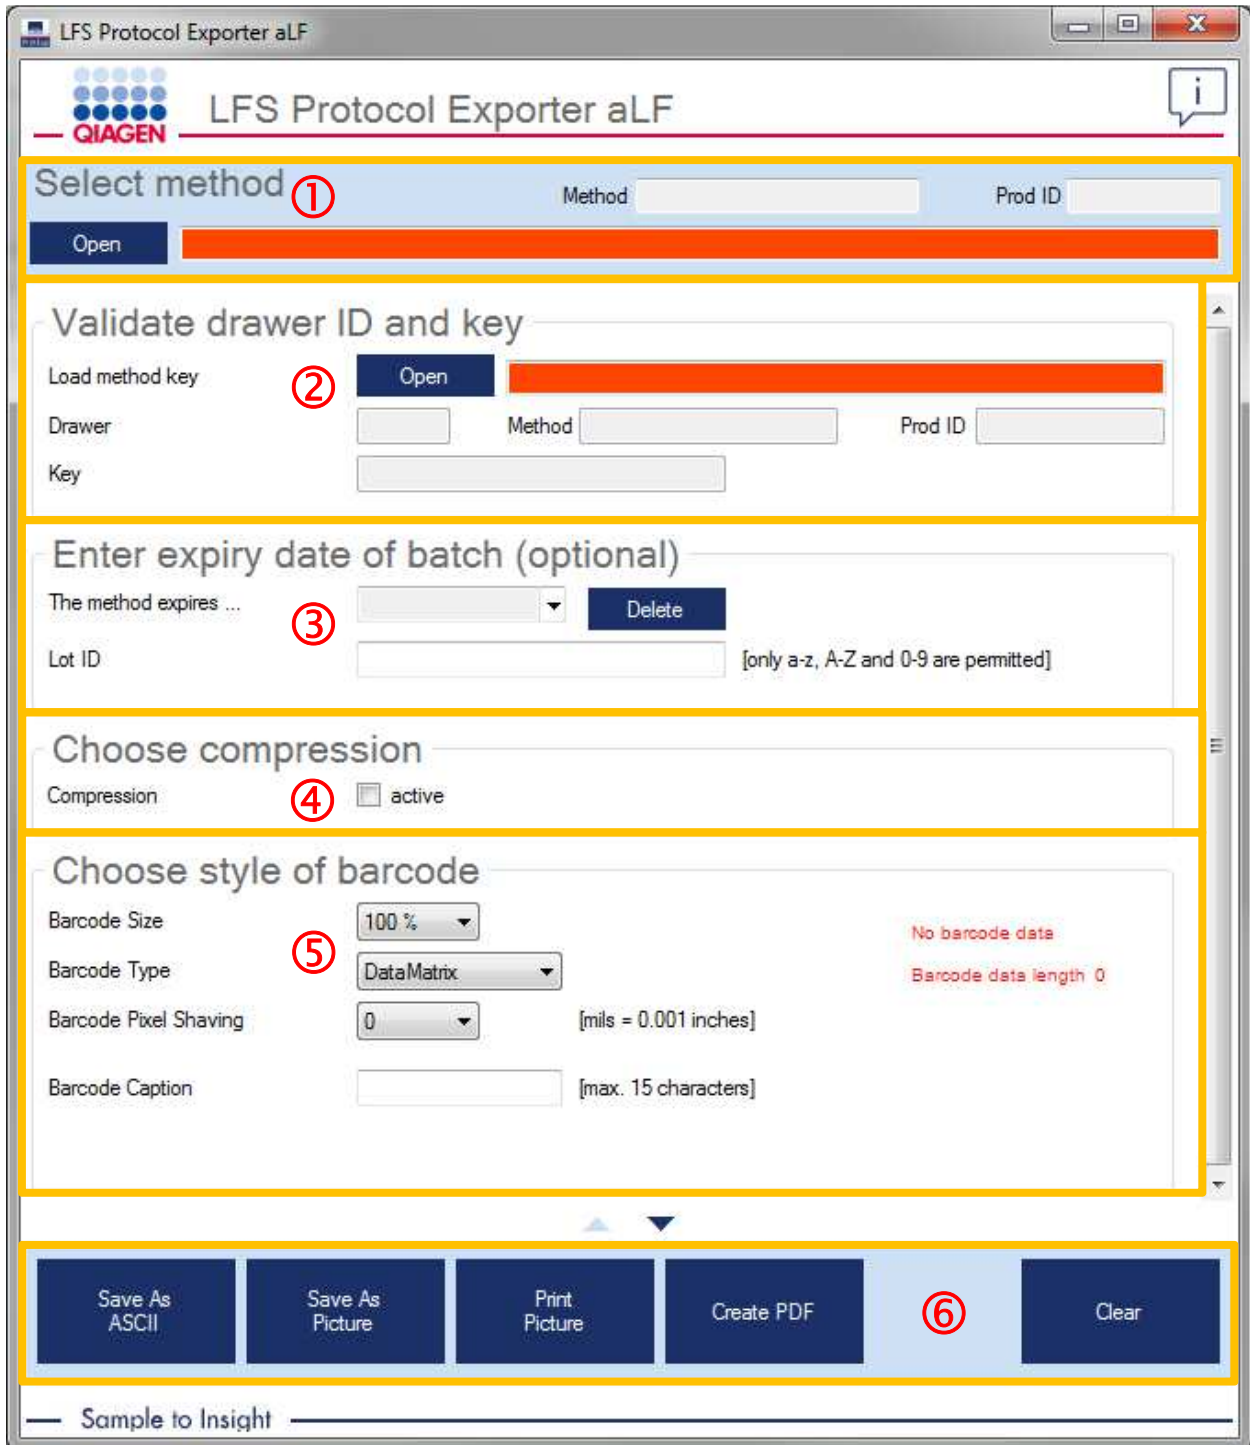 LFS Protocol Exporter aLF
QIAGEN
LFS Protocol Exporter aLF
i
Select method ①
Method
Prod ID
Open
Validate drawer ID and key
Load method key ② Open
Drawer Method Prod ID
Key
Enter expiry date of batch (optional)
The method expires ... ③ Delete
Lot ID [only a-z, A-Z and 0-9 are permitted]
Choose compression
Compression ④ active
Choose style of barcode
Barcode Size 100 %
No barcode data
⑤
Barcode Type DataMatrix
Barcode data length 0
Barcode Pixel Shaving 0 [mils = 0.001 inches]
Barcode Caption [max. 15 characters]
Save As
ASCII
Save As
Picture
Print
Picture
Create PDF
⑥
Clear
Sample to Insight